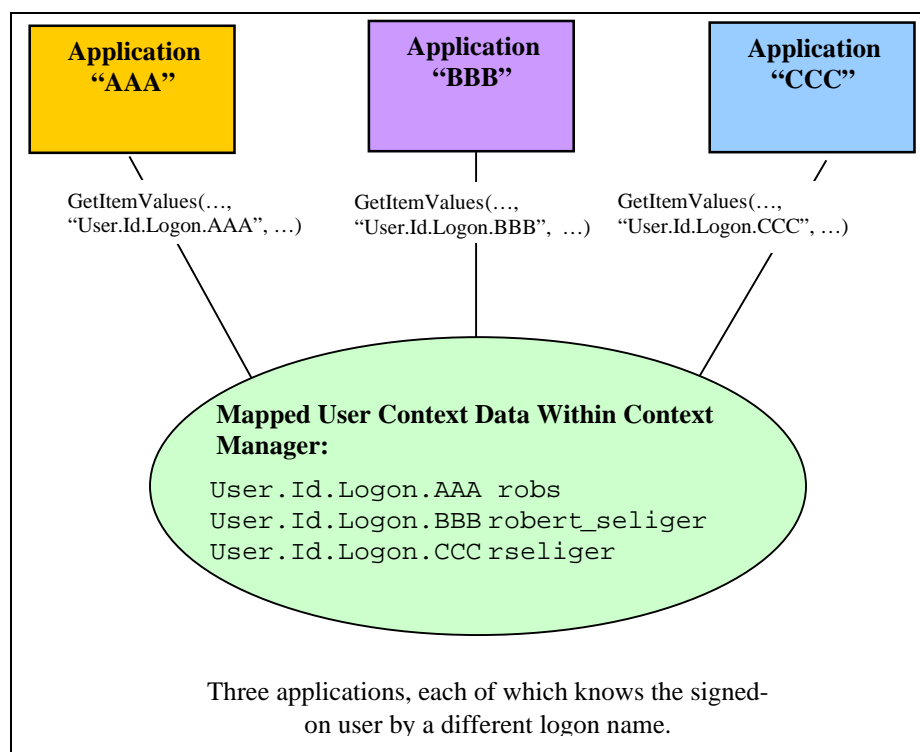 Application
“AAA”
Application
“BBB”
Application
“CCC”
GetItemValues(…,
“User.Id.Logon.AAA”, …)
GetItemValues(…,
“User.Id.Logon.BBB”, …)
GetItemValues(…,
“User.Id.Logon.CCC”, …)
Mapped User Context Data Within Context
Manager:
User.Id.Logon.AAA robs
User.Id.Logon.BBB robert_seliger
User.Id.Logon.CCC rseliger
Three applications, each of which knows the signed-
on user by a different logon name.